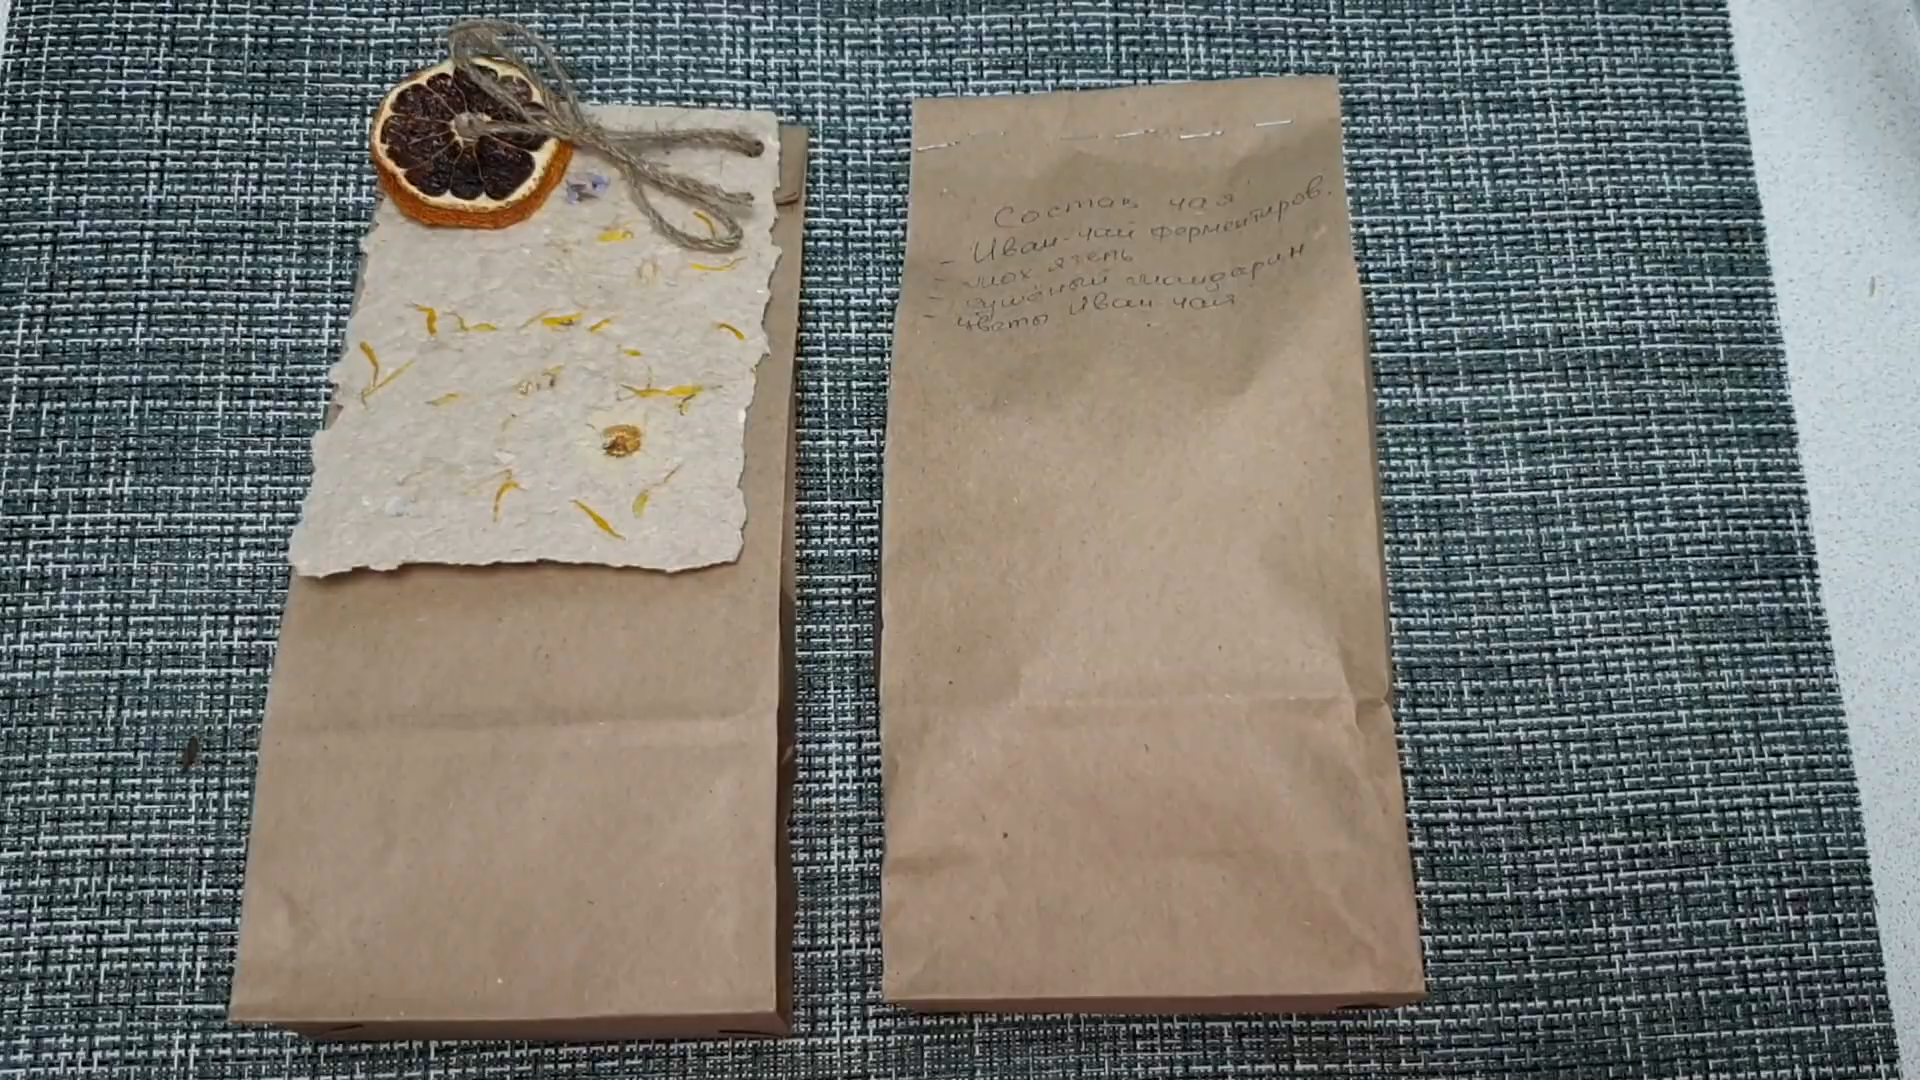 Состав чая
- Иван-чай ферментиров.
- мох ягель
- сушёный мандарин
- цветы Иван-чая